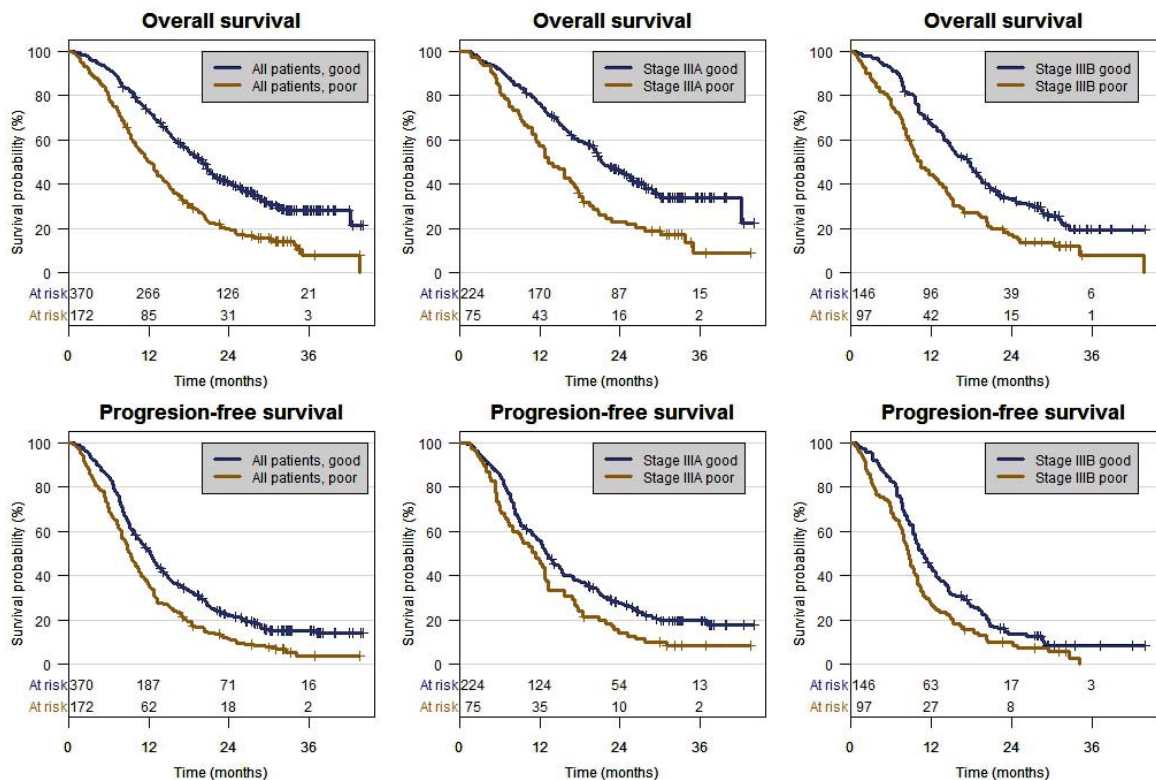 Overall survival
Survival probability (%)
100
80
60
40
20
0
All patients, good
All patients, poor
At risk 370 266 126 21
At risk 172 85 31 3
0 12 24 36
Time (months)
Overall survival
Survival probability (%)
100
80
60
40
20
0
Stage IIIA good
Stage IIIA poor
At risk 224 170 87 15
At risk 75 43 16 2
0 12 24 36
Time (months)
Overall survival
Survival probability (%)
100
80
60
40
20
0
Stage IIIB good
Stage IIIB poor
At risk 146 96 39 6
At risk 97 42 15 1
0 12 24 36
Time (months)
Progresion-free survival
Survival probability (%)
100
80
60
40
20
0
All patients, good
All patients, poor
At risk 370 187 71 16
At risk 172 62 18 2
0 12 24 36
Time (months)
Progresion-free survival
Survival probability (%)
100
80
60
40
20
0
Stage IIIA good
Stage IIIA poor
At risk 224 124 54 13
At risk 75 35 10 2
0 12 24 36
Time (months)
Progresion-free survival
Survival probability (%)
100
80
60
40
20
0
Stage IIIB good
Stage IIIB poor
At risk 146 63 17 3
At risk 97 27 8
0 12 24 36
Time (months)